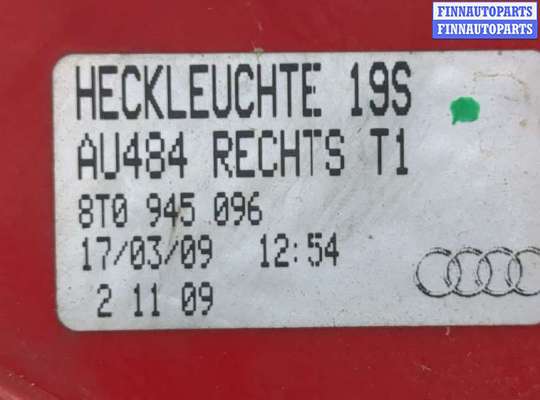 FINNAUTOPARTS
FINNAUTOPARTS
HECKLEUCHTE 19S
AU484 RECHTS T1
8T0 945 096
17/03/09 12:54
2 11 09